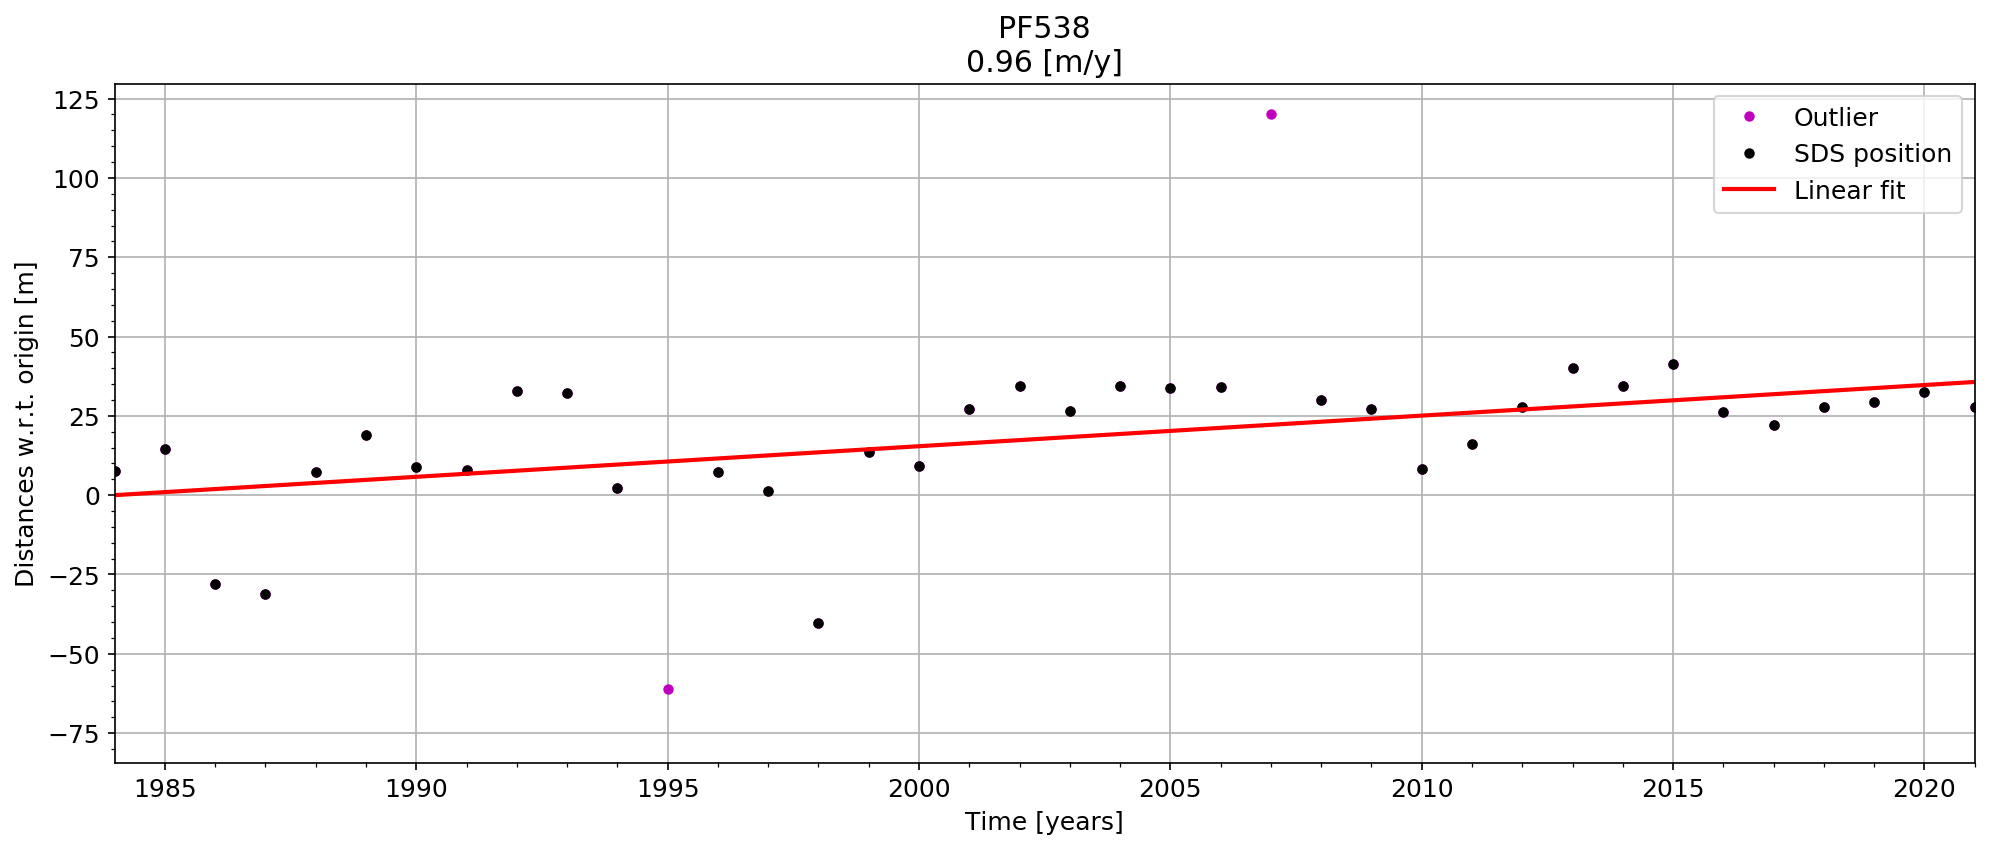 PF538
0.96 [m/y]
Distances w.r.t. origin [m]
125
100
75
50
25
0
−25
−50
−75
Outlier
SDS position
Linear fit
1985 1990 1995 2000 2005 2010 2015 2020
Time [years]